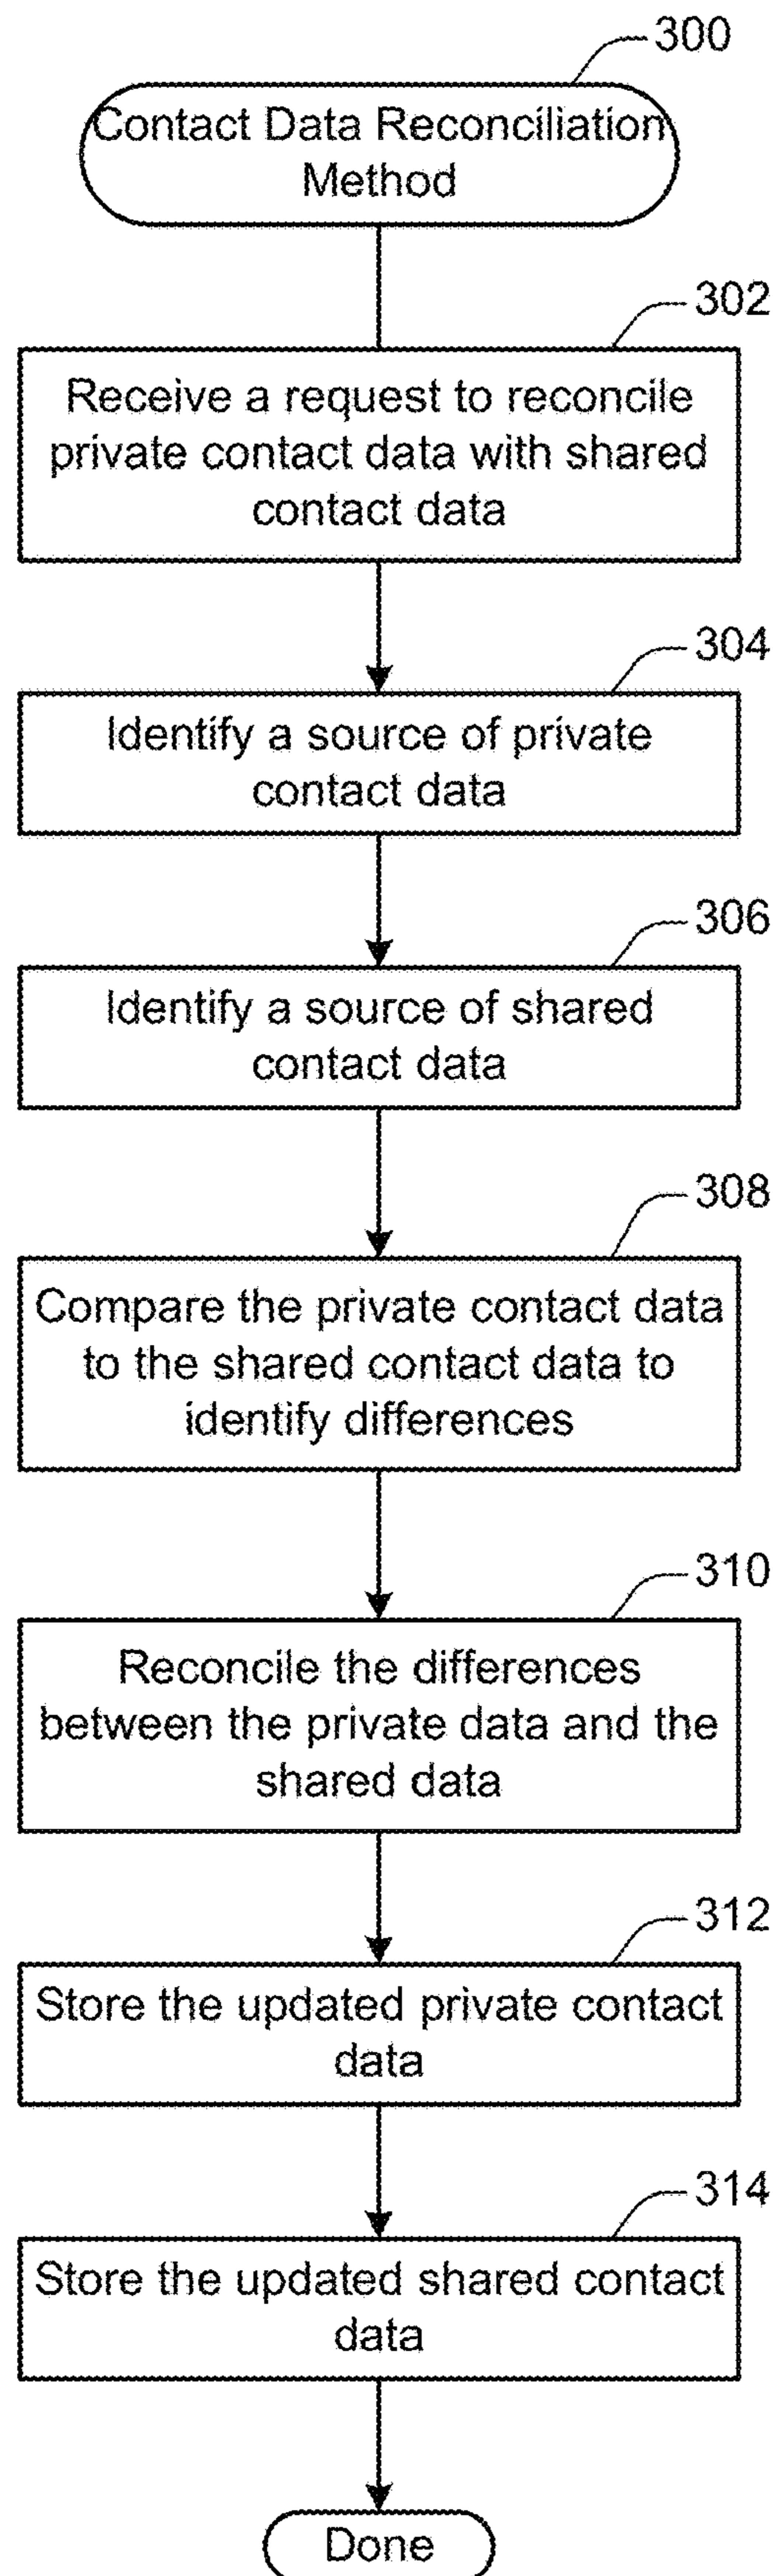 300
Contact Data Reconciliation
Method
302
Receive a request to reconcile
private contact data with shared
contact data
304
Identify a source of private
contact data
306
Identify a source of shared
contact data
308
Compare the private contact data
to the shared contact data to
identify differences
310
Reconcile the differences
between the private data and the
shared data
312
Store the updated private contact
data
314
Store the updated shared contact
data
Done